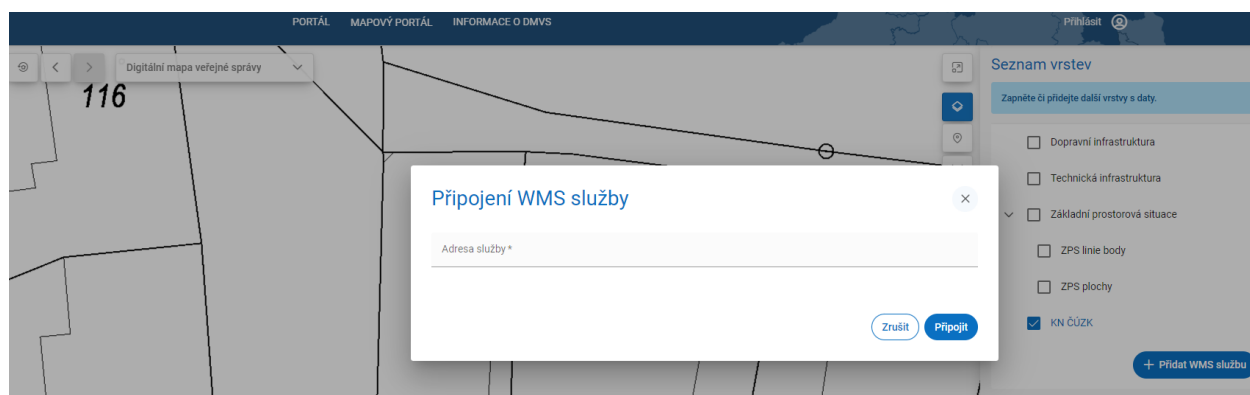 PORTÁL MAPOVÝ PORTÁL INFORMACE O DMVS Přihlásit
Digitální mapa veřejné správy
116
Seznam vrstev
Zapněte či přidejte další vrstvy s daty.
Dopravní infrastruktura
Technická infrastruktura
Základní prostorová situace
ZPS linie body
ZPS plochy
KN ČÚZK
+ Přidat WMS službu
Připojení WMS služby
Adresa služby *
Zrušit Připojit